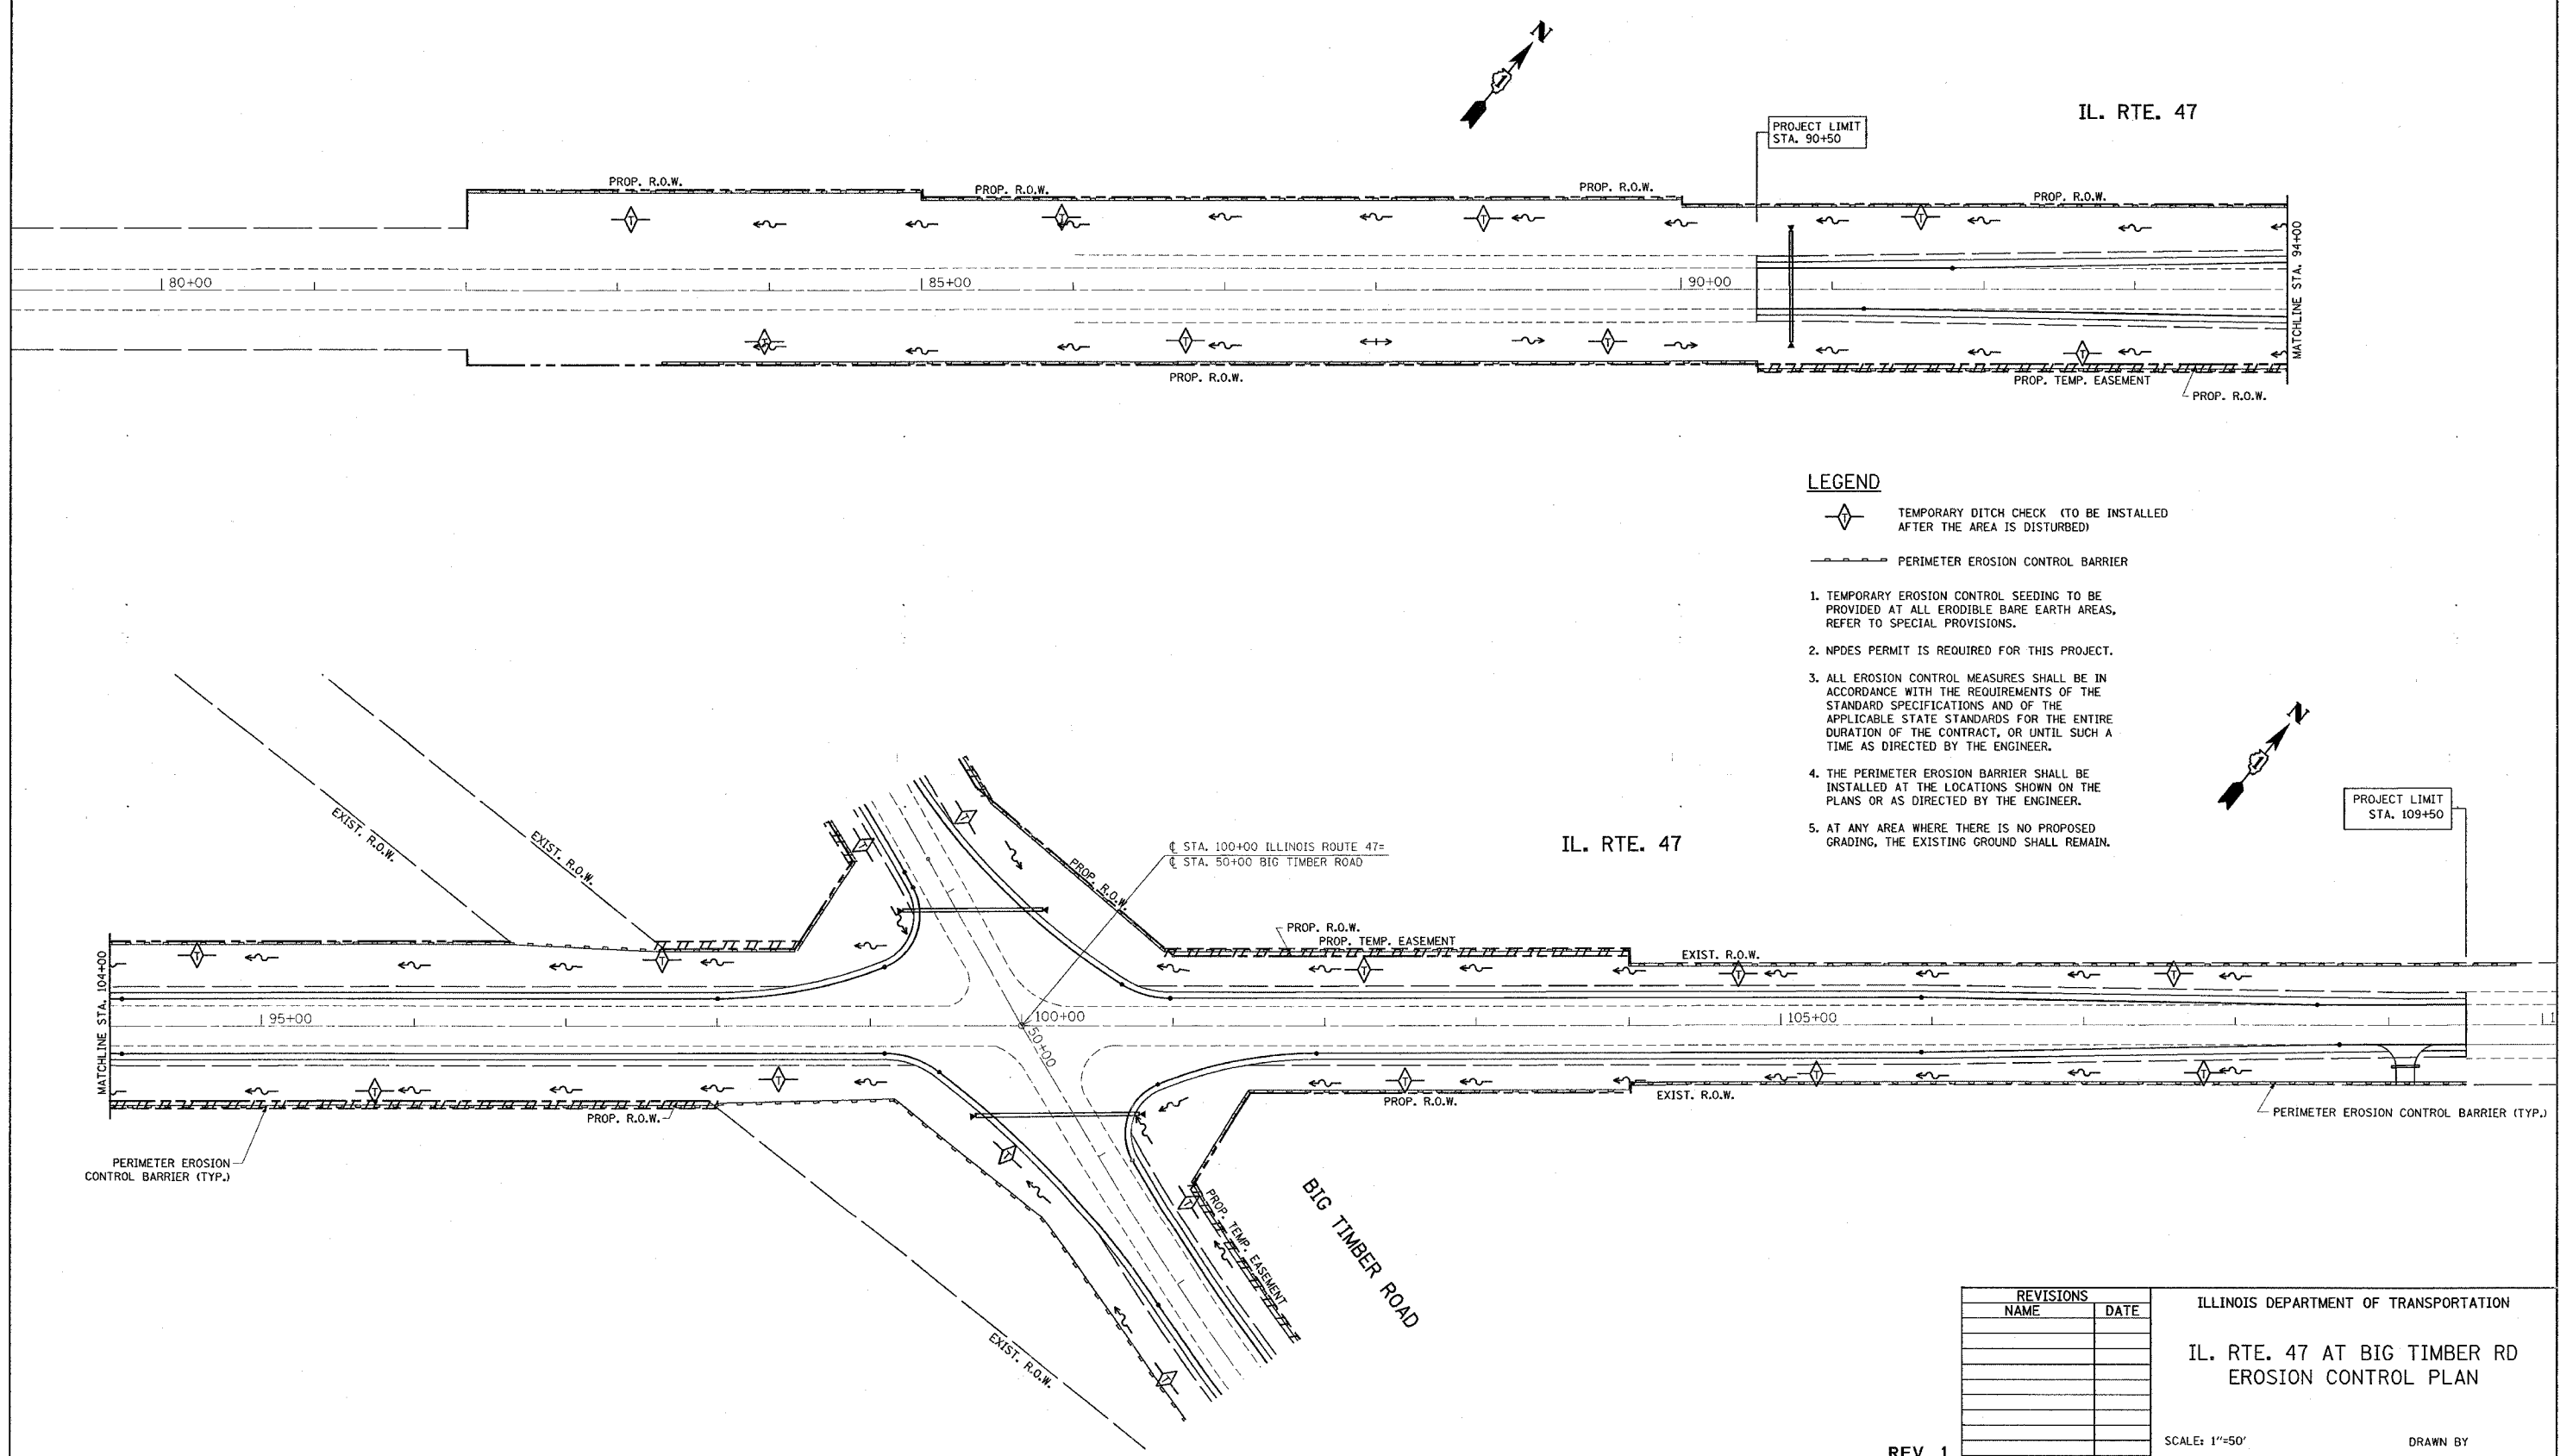 N
IL. RTE. 47
PROJECT LIMIT
STA. 90+50
PROP. R.O.W.
PROP. R.O.W.
PROP. R.O.W.
PROP. R.O.W.
T
T
T
T
80+00
85+00
90+00
MATCHLINE STA. 94+00
T
T
T
T
PROP. R.O.W.
PROP. TEMP. EASEMENT
PROP. R.O.W.
LEGEND
T
TEMPORARY DITCH CHECK (TO BE INSTALLED
AFTER THE AREA IS DISTURBED)
PERIMETER EROSION CONTROL BARRIER
1. TEMPORARY EROSION CONTROL SEEDING TO BE
PROVIDED AT ALL ERODIBLE BARE EARTH AREAS,
REFER TO SPECIAL PROVISIONS.
2. NPDES PERMIT IS REQUIRED FOR THIS PROJECT.
3. ALL EROSION CONTROL MEASURES SHALL BE IN
ACCORDANCE WITH THE REQUIREMENTS OF THE
STANDARD SPECIFICATIONS AND OF THE
APPLICABLE STATE STANDARDS FOR THE ENTIRE
DURATION OF THE CONTRACT, OR UNTIL SUCH A
TIME AS DIRECTED BY THE ENGINEER.
4. THE PERIMETER EROSION BARRIER SHALL BE
INSTALLED AT THE LOCATIONS SHOWN ON THE
PLANS OR AS DIRECTED BY THE ENGINEER.
5. AT ANY AREA WHERE THERE IS NO PROPOSED
GRADING, THE EXISTING GROUND SHALL REMAIN.
N
PROJECT LIMIT
STA. 109+50
EXIST. R.O.W.
EXIST. R.O.W.
T
T
℄ STA. 100+00 ILLINOIS ROUTE 47=
℄ STA. 50+00 BIG TIMBER ROAD
IL. RTE. 47
PROP. R.O.W.
PROP. R.O.W.
PROP. TEMP. EASEMENT
EXIST. R.O.W.
T
T
T
T
T
MATCHLINE STA. 104+00
95+00
100+00
50+00
105+00
1
T
T
T
T
T
PROP. R.O.W.
PROP. R.O.W.
EXIST. R.O.W.
PERIMETER EROSION CONTROL BARRIER (TYP.)
PERIMETER EROSION
CONTROL BARRIER (TYP.)
T
T
PROP. TEMP. EASEMENT
BIG TIMBER ROAD
EXIST. R.O.W.
T
REVISIONS
NAME
DATE
ILLINOIS DEPARTMENT OF TRANSPORTATION
IL. RTE. 47 AT BIG TIMBER RD
EROSION CONTROL PLAN
SCALE: 1"=50'
DRAWN BY
REV. 1